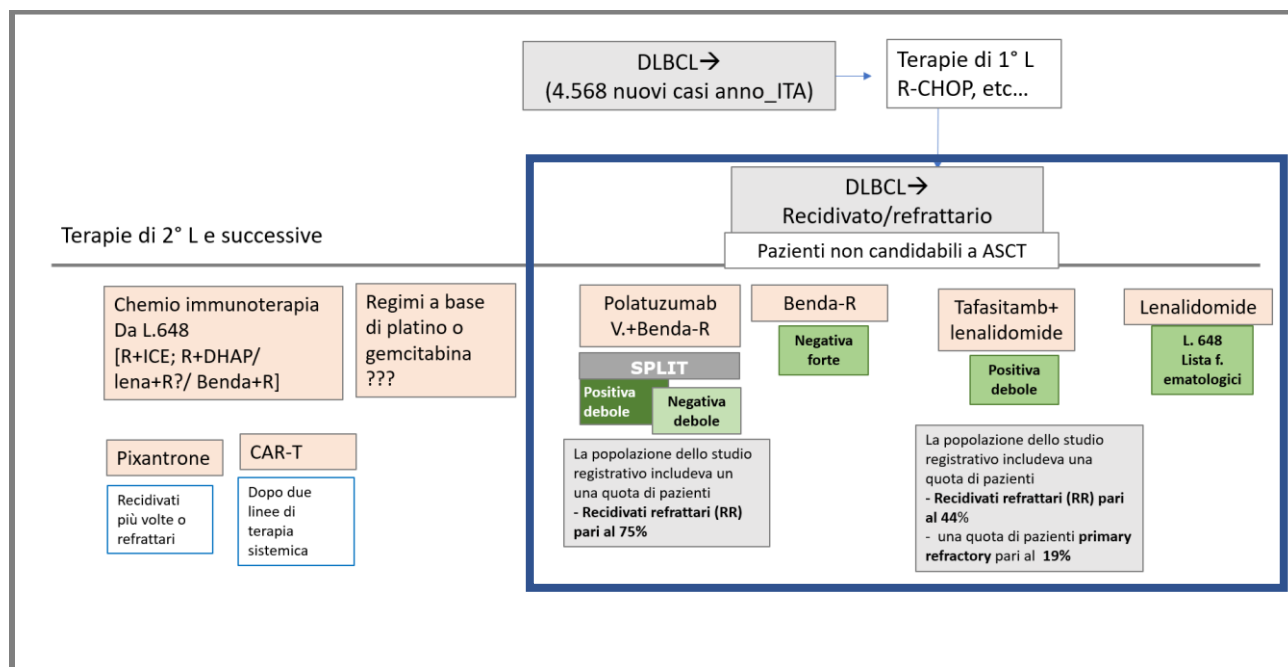 DLBCL→
(4.568 nuovi casi anno_ITA)
Terapie di 1° L
R-CHOP, etc...
DLBCL→
Recidivato/refrattario
Pazienti non candidabili a ASCT
Terapie di 2° L e successive
Chemio immunoterapia
Da L.648
[R+ICE; R+DHAP/
lena+R?/ Benda+R]
Regimi a base
di platino o
gemcitabina
???
Pixantrone
Recidivati
più volte o
refrattari
CAR-T
Dopo due
linee di
terapia
sistemica
Polatuzumab
V.+Benda-R
SPLIT
Positiva
debole
Negativa
debole
La popolazione dello studio
registrativo includeva un
una quota di pazienti
- Recidivati refrattari (RR)
pari al 75%
Benda-R
Negativa
forte
Tafasitamb+
lenalidomide
Positiva
debole
La popolazione dello studio
registrativo includeva una
quota di pazienti
- Recidivati refrattari (RR) pari
al 44%
- una quota di pazienti primary
refractory pari al 19%
Lenalidomide
L. 648
Lista f.
ematologici